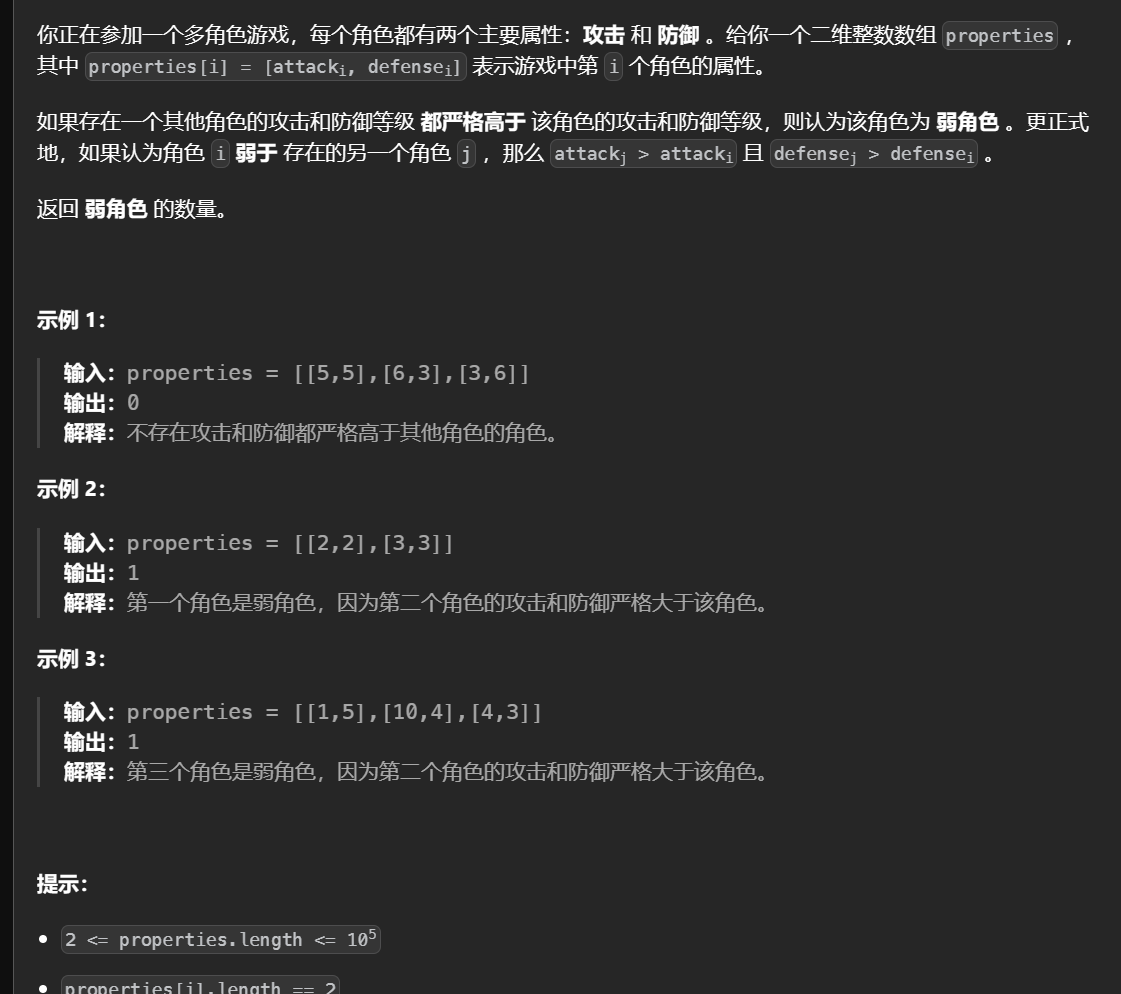 你正在参加一个多角色游戏，每个角色都有两个主要属性：攻击 和 防御 。给你一个二维整数数组 properties ，
其中 properties[i] = [attackᵢ, defenseᵢ] 表示游戏中第 i 个角色的属性。
如果存在一个其他角色的攻击和防御等级 都严格高于 该角色的攻击和防御等级，则认为该角色为 弱角色 。更正式
地，如果认为角色 i 弱于 存在的另一个角色 j ，那么 attackⱼ > attackᵢ 且 defenseⱼ > defenseᵢ 。
返回 弱角色 的数量。
示例 1：
输入：properties = [[5,5],[6,3],[3,6]]
输出：0
解释：不存在攻击和防御都严格高于其他角色的角色。
示例 2：
输入：properties = [[2,2],[3,3]]
输出：1
解释：第一个角色是弱角色，因为第二个角色的攻击和防御严格大于该角色。
示例 3：
输入：properties = [[1,5],[10,4],[4,3]]
输出：1
解释：第三个角色是弱角色，因为第二个角色的攻击和防御严格大于该角色。
提示：
• 2 <= properties.length <= 10⁵
• properties[i].length == 2